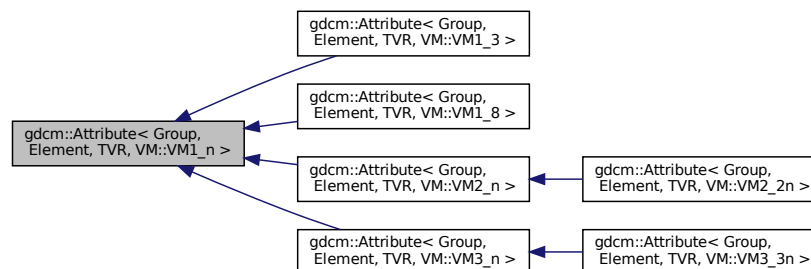 gdcm::Attribute< Group,
Element, TVR, VM::VM1_3 >
gdcm::Attribute< Group,
Element, TVR, VM::VM1_8 >
gdcm::Attribute< Group,
Element, TVR, VM::VM1_n >
gdcm::Attribute< Group,
Element, TVR, VM::VM2_n >
gdcm::Attribute< Group,
Element, TVR, VM::VM2_2n >
gdcm::Attribute< Group,
Element, TVR, VM::VM3_n >
gdcm::Attribute< Group,
Element, TVR, VM::VM3_3n >